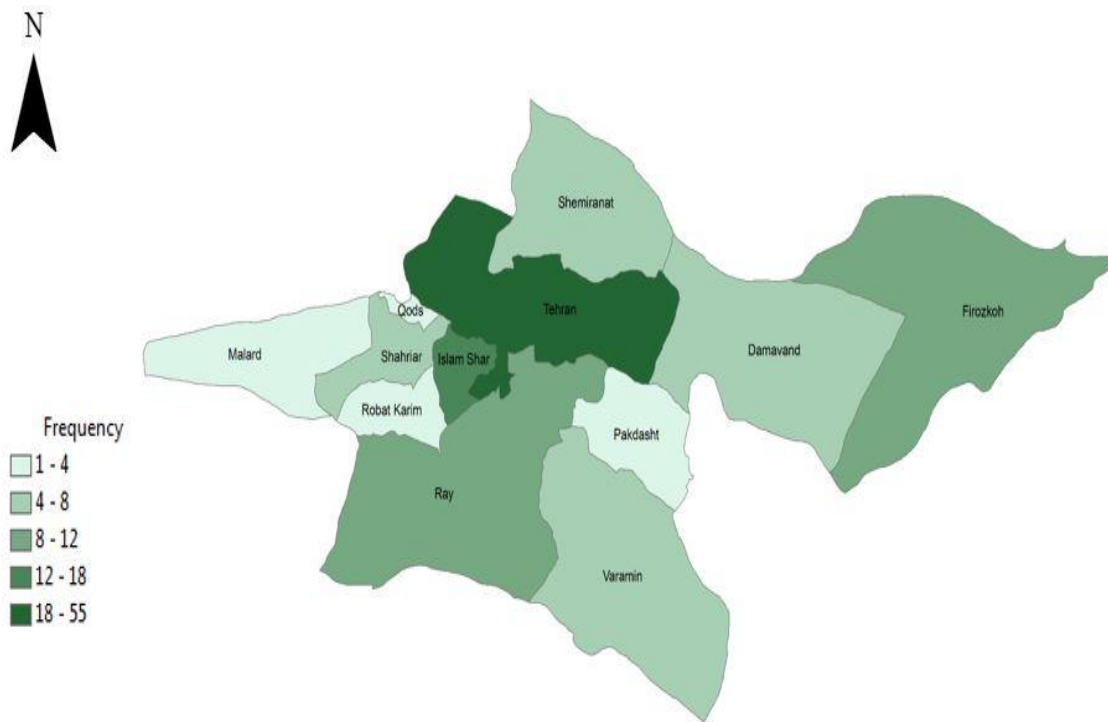 N
Shemiranat
Tehran
Firozkoh
Qods
Malard
Shahriar
Islam Shar
Damavand
Robat Karim
Pakdasht
Ray
Varamin
Frequency
1 - 4
4 - 8
8 - 12
12 - 18
18 - 55